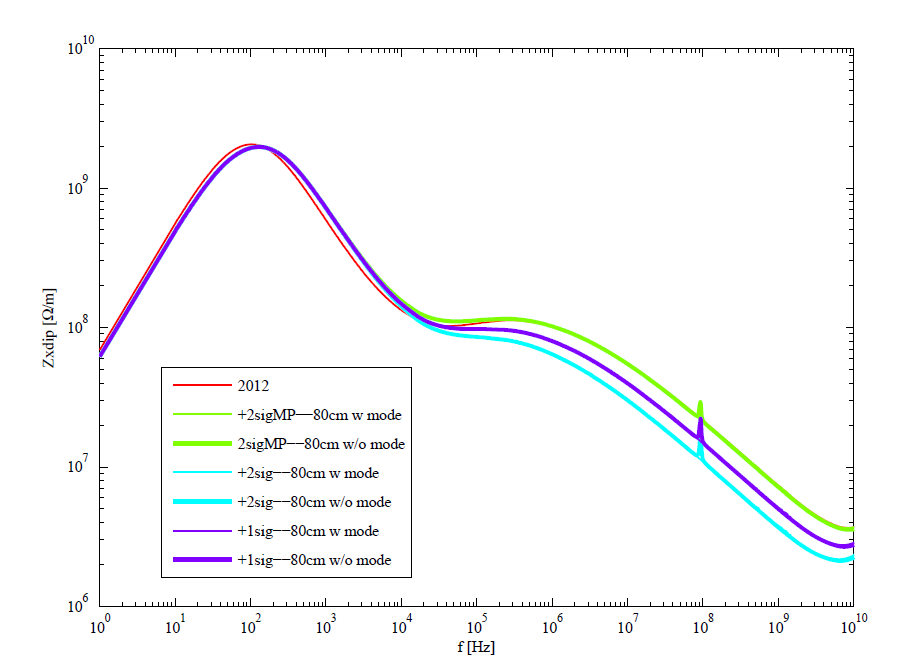 10^10
10^9
10^8
10^7
10^6
Zxdip [Ω/m]
2012
+2sigMP−−80cm w mode
2sigMP−−80cm w/o mode
+2sig−−80cm w mode
+2sig−−80cm w/o mode
+1sig−−80cm w mode
+1sig−−80cm w/o mode
10^0 10^1 10^2 10^3 10^4 10^5 10^6 10^7 10^8 10^9 10^10
f [Hz]